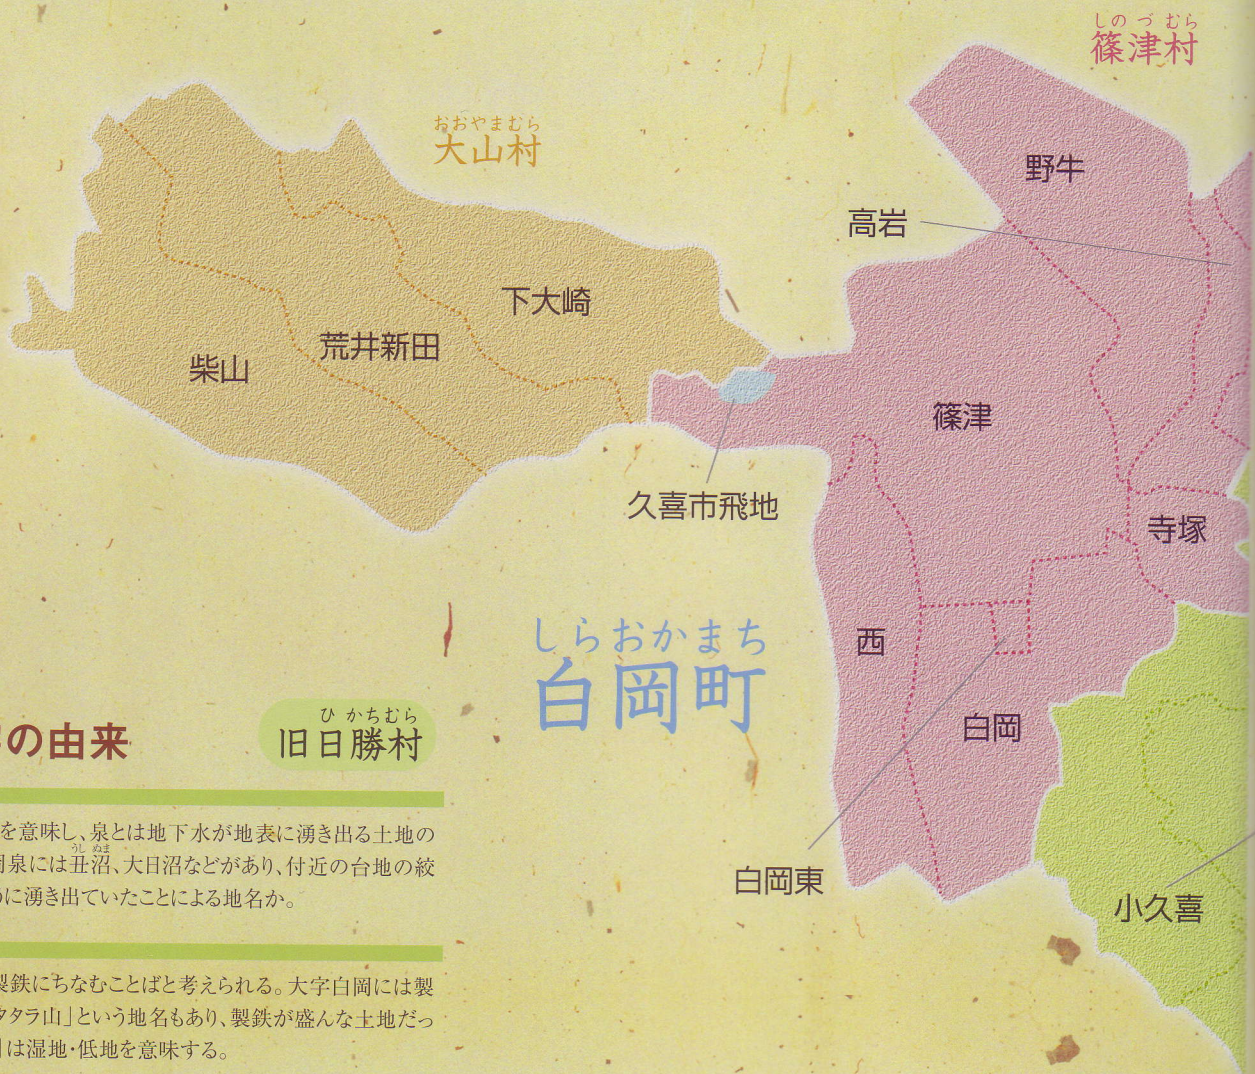 しのづむら
篠津村
おおやまむら
大山村
野牛
高岩
下大崎
荒井新田
柴山
篠津
久喜市飛地
寺塚
しらおかまち
白岡町
西
白岡
白岡東
小久喜
の由来
ひかちむら
旧日勝村
を意味し、泉とは地下水が地表に湧き出る土地の
うしぬま
泉には丑沼、大日沼などがあり、付近の台地の絞
に湧き出ていたことによる地名か。
製鉄にちなむことばと考えられる。大字白岡には製
タタラ山」という地名もあり、製鉄が盛んな土地だっ
は湿地・低地を意味する。